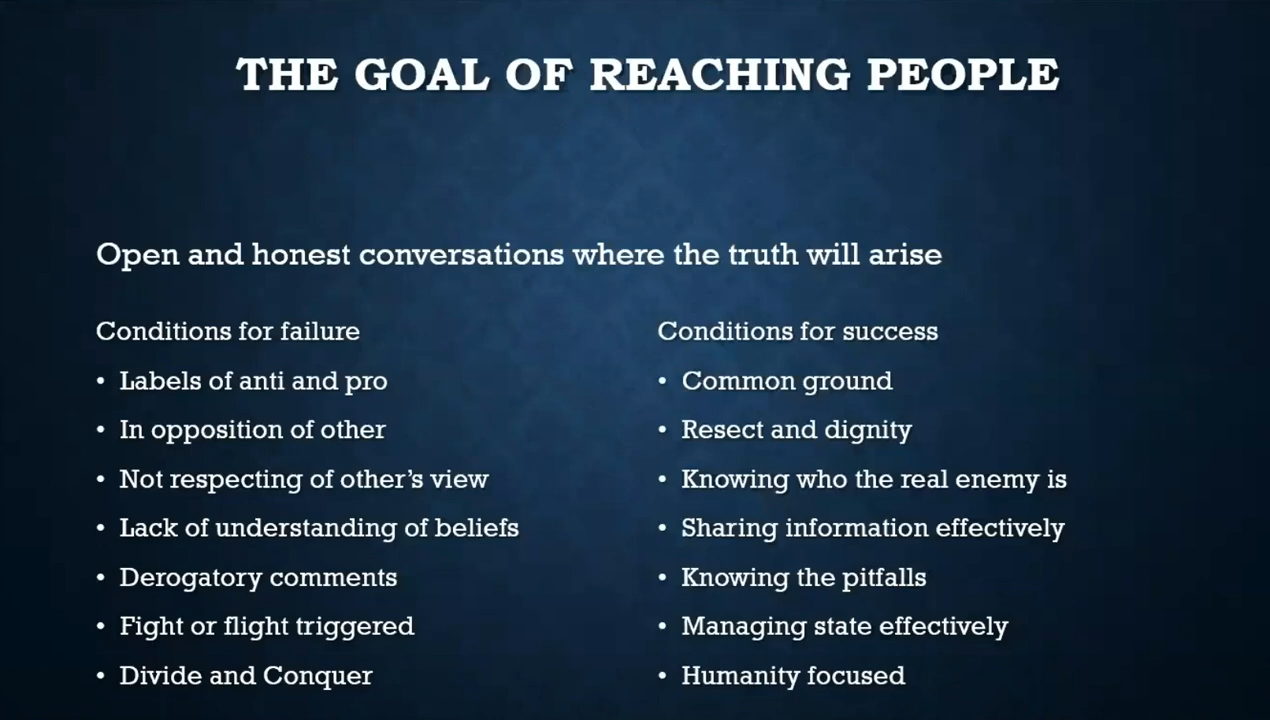 THE GOAL OF REACHING PEOPLE
Open and honest conversations where the truth will arise
Conditions for failure
• Labels of anti and pro
• In opposition of other
• Not respecting of other's view
• Lack of understanding of beliefs
• Derogatory comments
• Fight or flight triggered
• Divide and Conquer
Conditions for success
• Common ground
• Resect and dignity
• Knowing who the real enemy is
• Sharing information effectively
• Knowing the pitfalls
• Managing state effectively
• Humanity focused